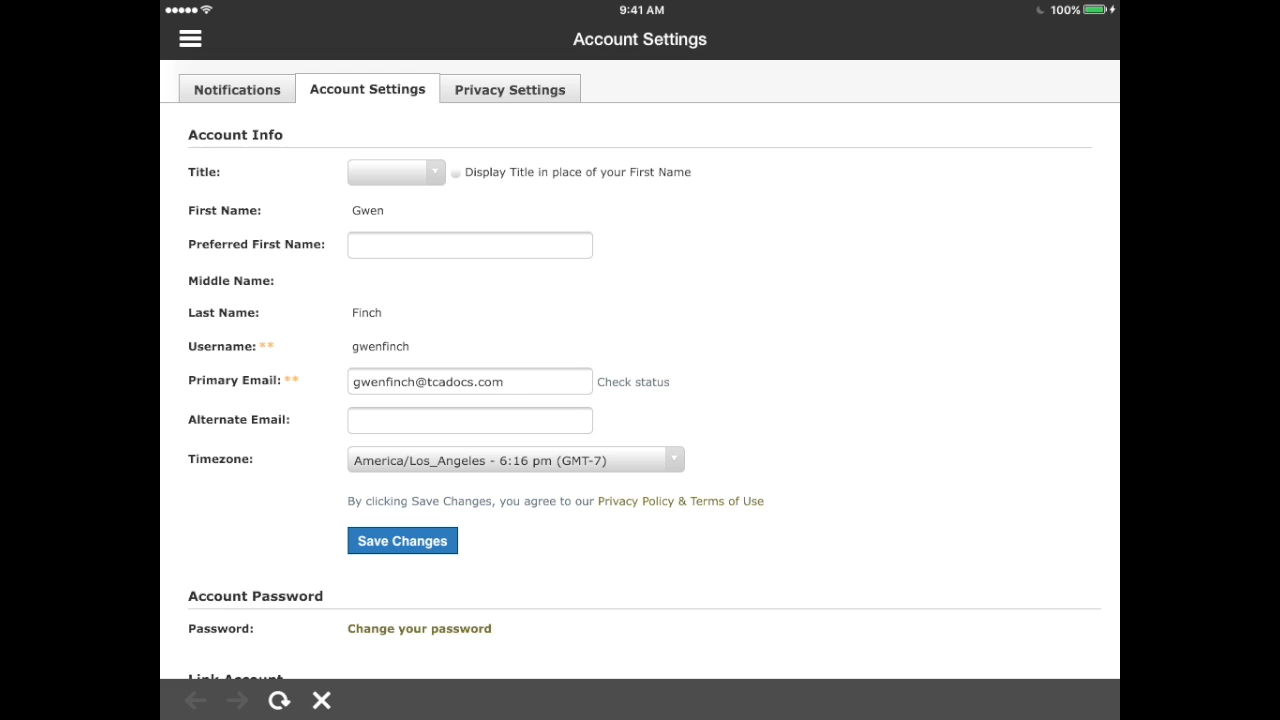 9:41 AM
100%
Account Settings
Notifications
Account Settings
Privacy Settings
Account Info
Title:
Display Title in place of your First Name
First Name: Gwen
Preferred First Name:
Middle Name:
Last Name: Finch
Username: ** gwenfinch
Primary Email: ** gwenfinch@tcadocs.com Check status
Alternate Email:
Timezone: America/Los_Angeles - 6:16 pm (GMT-7)
By clicking Save Changes, you agree to our Privacy Policy & Terms of Use
Save Changes
Account Password
Password: Change your password
Link Account